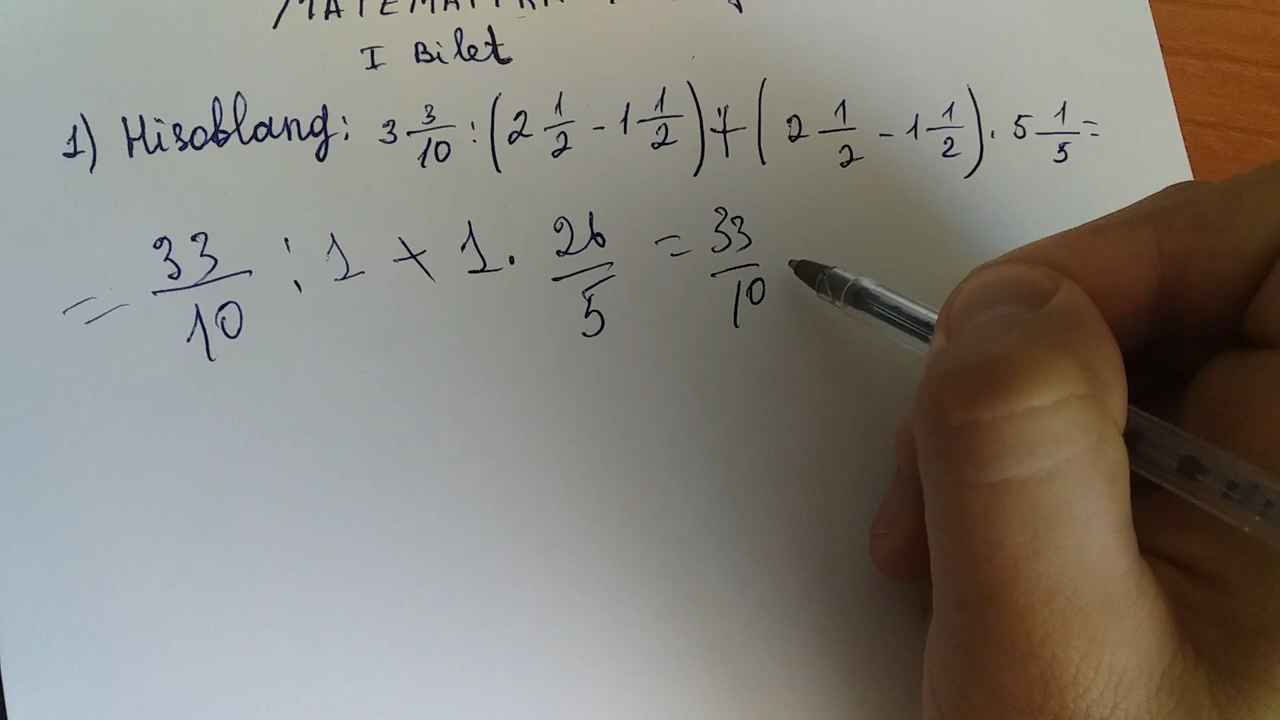 I Bilet
1) Hisoblang: 3 3/10 : (2 1/2 - 1 1/2) + (2 1/2 - 1 1/2) · 5 1/5 =
= 33/10 : 1 + 1 · 26/5 = 33/10